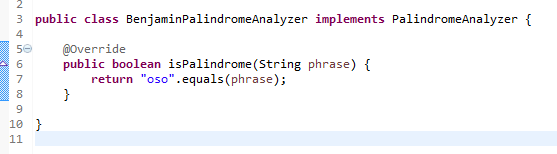 2
3 public class BenjaminPalindromeAnalyzer implements PalindromeAnalyzer {
4
5 @Override
6 public boolean isPalindrome(String phrase) {
7 return "oso".equals(phrase);
8 }
9
10 }
11